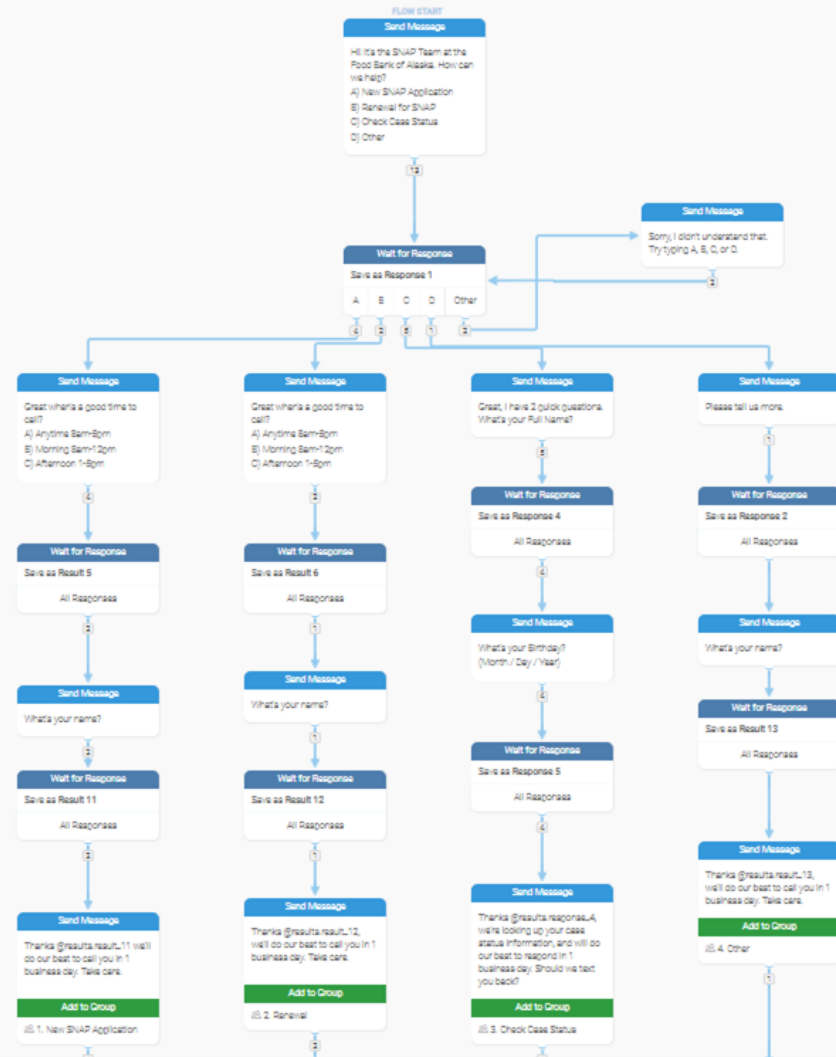 FLOW START
Send Message
Hi! It's the SNAP Team at the
Food Bank of Alaska. How can
we help?
A) New SNAP Application
B) Renewal for SNAP
C) Check Case Status
D) Other
13
Send Message
Sorry, I didn't understand that.
Try typing A, B, C, or D.
Wait for Response
Save as Response 1
A B C D Other
4 1
Send Message
Great when's a good time to
call?
A) Anytime 8am-5pm
B) Morning 8am-12pm
C) Afternoon 1-5pm
4
Wait for Response
Save as Result 5
All Responses
Send Message
What's your name?
Wait for Response
Save as Result 11
All Responses
Send Message
Thanks @results.result_11 we'll
do our best to call you in 1
business day. Take care.
Add to Group
1. New SNAP Application
Send Message
Great when's a good time to
call?
A) Anytime 8am-5pm
B) Morning 8am-12pm
C) Afternoon 1-5pm
Wait for Response
Save as Result 6
All Responses
1
Send Message
What's your name?
1
Wait for Response
Save as Result 12
All Responses
1
Send Message
Thanks @results.result_12,
we'll do our best to call you in 1
business day. Take care.
Add to Group
2. Renewal
Send Message
Great, I have 2 quick questions.
What's your Full Name?
Wait for Response
Save as Response 4
All Responses
4
Send Message
What's your Birthday?
(Month / Day / Year)
4
Wait for Response
Save as Response 5
All Responses
4
Send Message
Thanks @results.response_4,
we're looking up your case
status information, and will do
our best to respond in 1
business day. Should we text
you back?
Add to Group
3. Check Case Status
Send Message
Please tell us more.
1
Wait for Response
Save as Response 2
All Responses
Send Message
What's your name?
Wait for Response
Save as Result 13
All Responses
Send Message
Thanks @results.result_13,
we'll do our best to call you in 1
business day. Take care.
Add to Group
4. Other
1